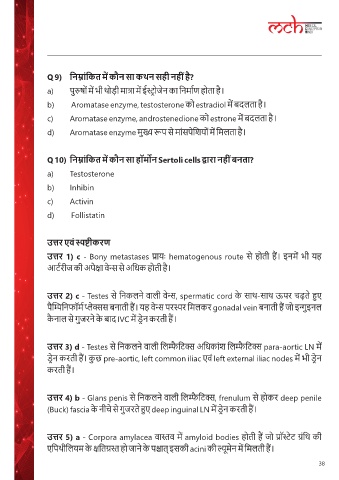 mch
Q 9) निम्नांकित में कौन सा कथन सही नहीं है?
a) पुरुषों में भी थोड़ी मात्रा में ईस्ट्रोजेन का निर्माण होता है।
b) Aromatase enzyme, testosterone को estradiol में बदलता है।
c) Aromatase enzyme, androstenedione को estrone में बदलता है।
d) Aromatase enzyme मुख्य रूप से मांसपेशियों में मिलता है।
Q 10) निम्नांकित में कौन सा हॉर्मोन Sertoli cells द्वारा नहीं बनता?
a) Testosterone
b) Inhibin
c) Activin
d) Follistatin
उत्तर एवं स्पष्टीकरण
उत्तर 1) c - Bony metastases प्रायः hematogenous route से होती हैं। इनमें भी यह
आर्टरीज की अपेक्षा वेन्स से अधिक होती है।
उत्तर 2) c - Testes से निकलने वाली वेन्स, spermatic cord के साथ-साथ ऊपर चढ़ते हुए
पैम्पिनिफॉर्म प्लेक्सस बनाती हैं। यह वेन्स परस्पर मिलकर gonadal vein बनाती हैं जो इन्गुइनल
कैनाल से गुजरने के बाद IVC में ड्रेन करती हैं।
उत्तर 3) d - Testes से निकलने वाली लिम्फैटिक्स अधिकांश लिम्फैटिक्स para-aortic LN में
ड्रेन करती हैं। कुछ pre-aortic, left common iliac एवं left external iliac nodes में भी ड्रेन
करती हैं।
उत्तर 4) b - Glans penis से निकलने वाली लिम्फैटिक्स, frenulum से होकर deep penile
(Buck) fascia के नीचे से गुजरते हुए deep inguinal LN में ड्रेन करती हैं।
उत्तर 5) a - Corpora amylacea वास्तव में amyloid bodies होती हैं जो प्रॉस्टेट ग्रंथि की
एपिथीलियम के क्षतिग्रस्त हो जाने के पश्चात् इसकी acini की ल्यूमेन में मिलती हैं।
38